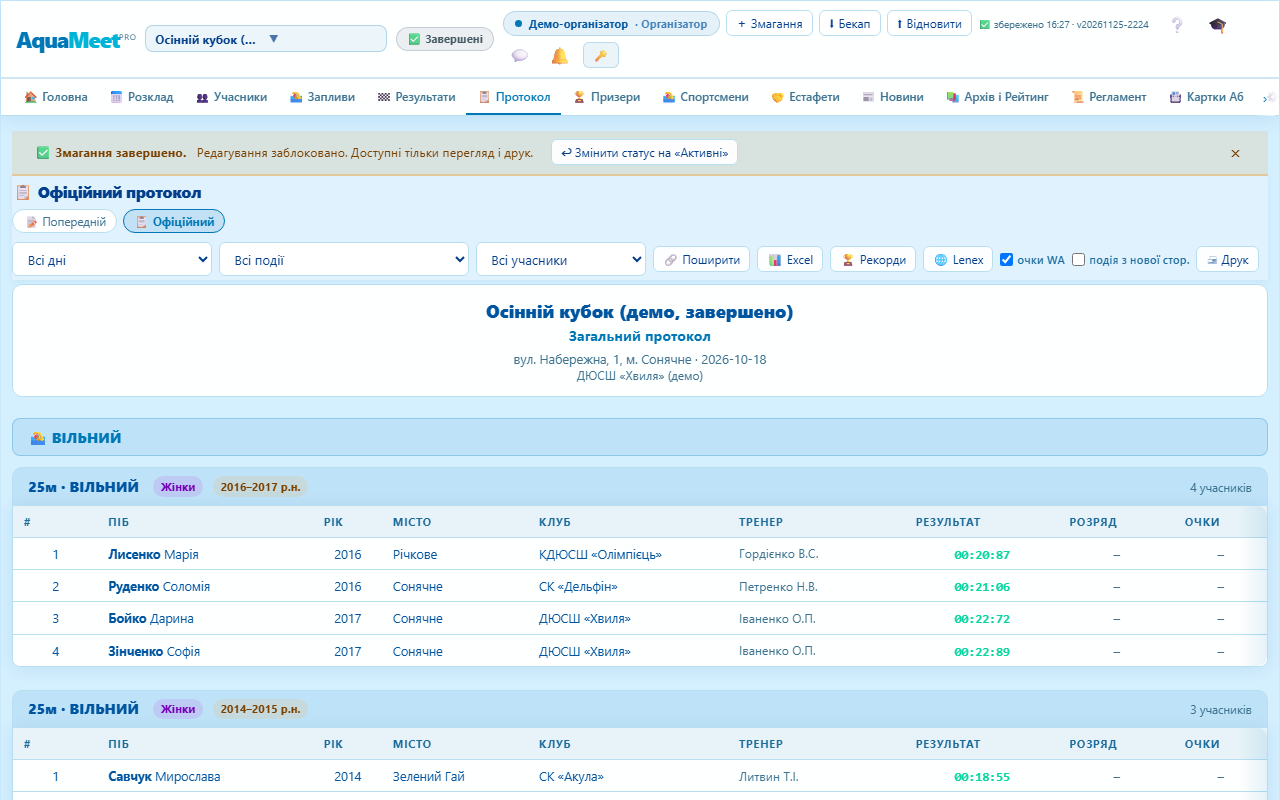 AquaMeet PRO
Осінній кубок (... ▼
✅ Завершені
Демо-організатор · Організатор
+ Змагання
⬇ Бекап
⬆ Відновити
✅ збережено 16:27 · v20261125-2224
Головна
Розклад
Учасники
Запливи
Результати
Протокол
Призери
Спортсмени
Естафети
Новини
Архів і Рейтинг
Регламент
Картки А6
›
✅ Змагання завершено. Редагування заблоковано. Доступні тільки перегляд і друк.
↩ Змінити статус на «Активні»
✕
Офіційний протокол
Попередній
Офіційний
Всі дні
Всі події
Всі учасники
Поширити
Excel
Рекорди
Lenex
очки WA
подія з нової стор.
Друк
Осінній кубок (демо, завершено)
Загальний протокол
вул. Набережна, 1, м. Сонячне · 2026-10-18
ДЮСШ «Хвиля» (демо)
ВІЛЬНИЙ
25м · ВІЛЬНИЙ Жінки 2016–2017 р.н. 4 учасників
# ПІБ РІК МІСТО КЛУБ ТРЕНЕР РЕЗУЛЬТАТ РОЗРЯД ОЧКИ
1 Лисенко Марія 2016 Річкове КДЮСШ «Олімпієць» Гордієнко В.С. 00:20:87 – –
2 Руденко Соломія 2016 Сонячне СК «Дельфін» Петренко Н.В. 00:21:06 – –
3 Бойко Дарина 2017 Сонячне ДЮСШ «Хвиля» Іваненко О.П. 00:22:72 – –
4 Зінченко Софія 2017 Сонячне ДЮСШ «Хвиля» Іваненко О.П. 00:22:89 – –
25м · ВІЛЬНИЙ Жінки 2014–2015 р.н. 3 учасників
# ПІБ РІК МІСТО КЛУБ ТРЕНЕР РЕЗУЛЬТАТ РОЗРЯД ОЧКИ
1 Савчук Мирослава 2014 Зелений Гай СК «Акула» Литвин Т.І. 00:18:55 – –